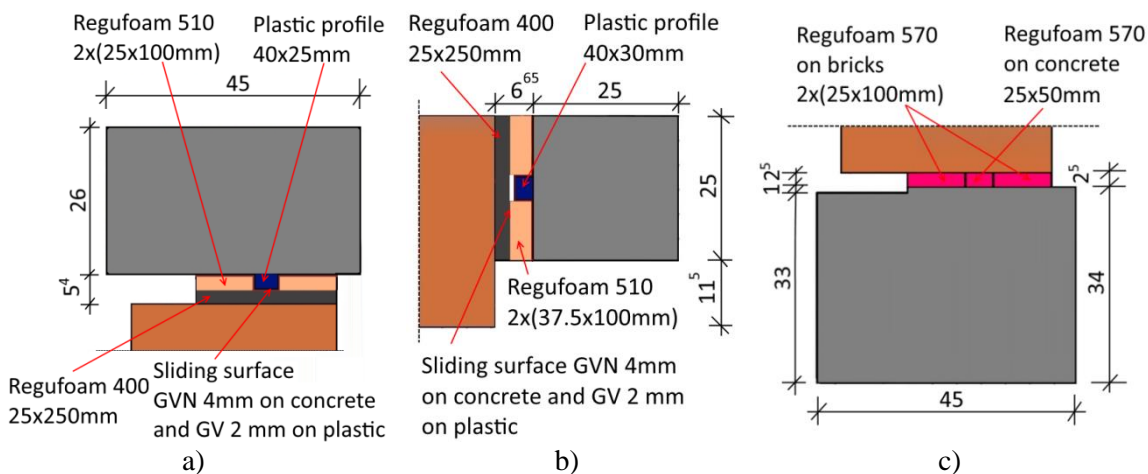 Regufoam 510
2x(25x100mm)
Plastic profile
40x25mm
45
26
5⁴
Regufoam 400
25x250mm
Sliding surface
GVN 4mm on concrete
and GV 2 mm on plastic
a)
Regufoam 400
25x250mm
Plastic profile
40x30mm
6⁶⁵
25
25
11⁵
Regufoam 510
2x(37.5x100mm)
Sliding surface GVN 4mm
on concrete and GV 2 mm
on plastic
b)
Regufoam 570
on bricks
2x(25x100mm)
Regufoam 570
on concrete
25x50mm
12⁵
2⁵
33
34
45
c)